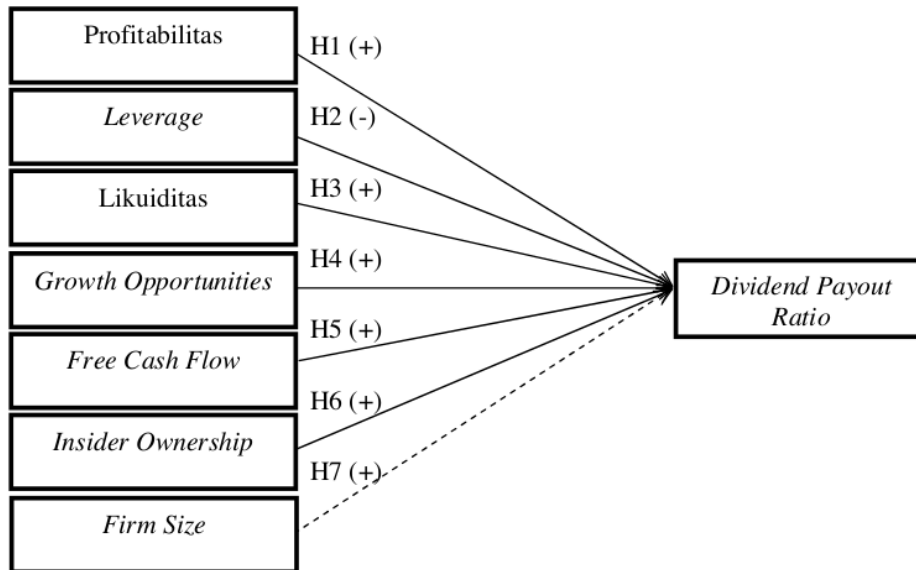 Profitabilitas
H1 (+)
Leverage
H2 (-)
Likuiditas
H3 (+)
Growth Opportunities
H4 (+)
Free Cash Flow
H5 (+)
Insider Ownership
H6 (+)
Firm Size
H7 (+)
Dividend Payout
Ratio